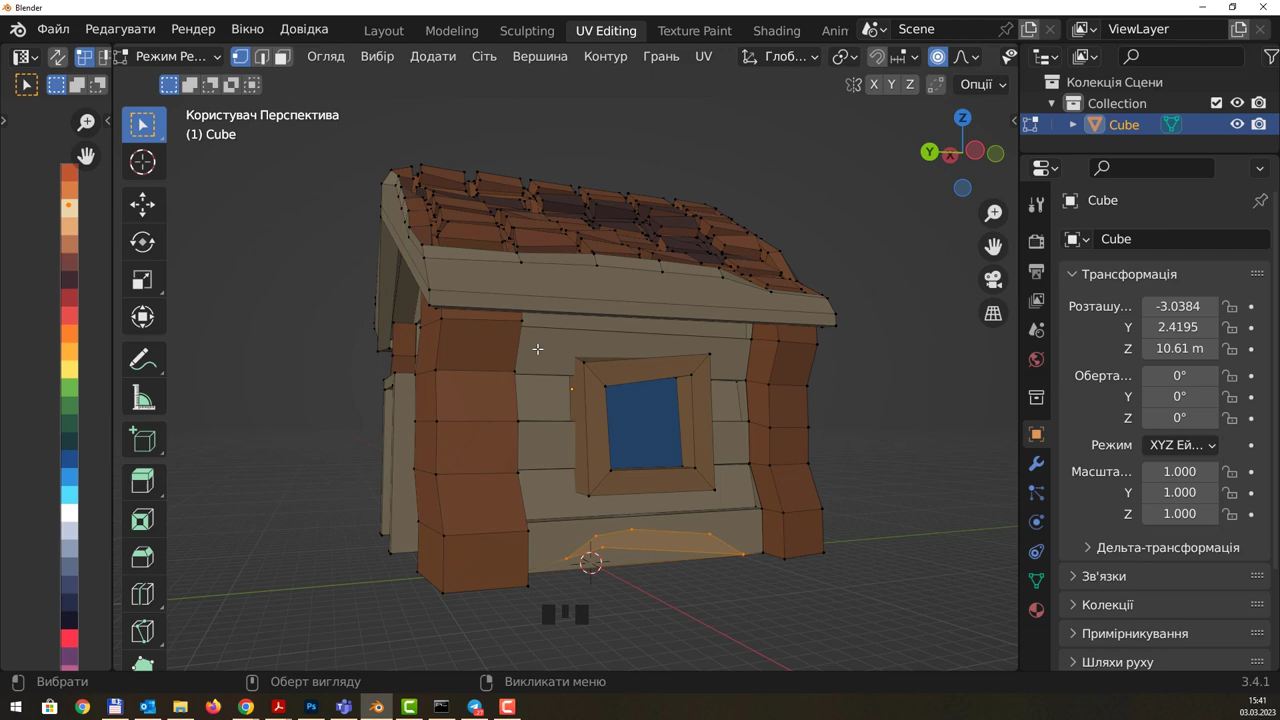 Blender
Файл Редагувати Рендер Вікно Довідка Layout Modeling Sculpting UV Editing Texture Paint Shading Anim Scene ViewLayer
Режим Ре... Огляд Вибрати Додати Сіть Вершина Контур Грань UV Глоб...
X Y Z Опції
Колекція Сцени
Collection
Cube
Користувач Перспектива
(1) Cube
Z
Y X
Cube
Cube
Трансформація
Розташу... -3.0384
Y 2.4195
Z 10.61 m
Оберта... 0°
Y 0°
Z 0°
Режим XYZ Ей...
Масшта... 1.000
Y 1.000
Z 1.000
Дельта-трансформація
Зв'язки
Колекції
Примірникування
Шляхи руху
Вибрати Оберт вигляду Викликати меню 3.4.1
15:41
03.03.2023